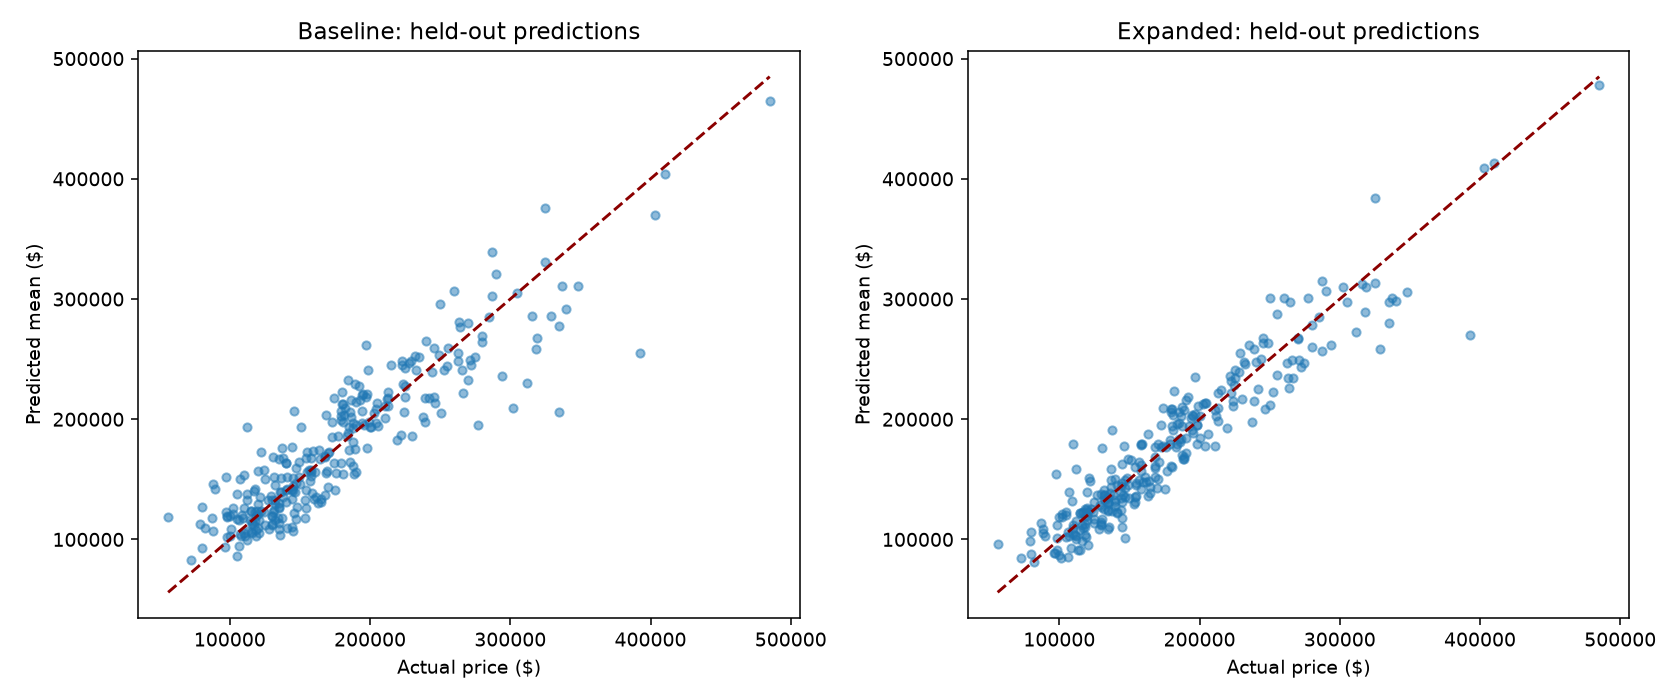 Baseline: held-out predictions
500000
400000
300000
200000
100000
Predicted mean ($)
100000 200000 300000 400000 500000
Actual price ($)
Expanded: held-out predictions
500000
400000
300000
200000
100000
Predicted mean ($)
100000 200000 300000 400000 500000
Actual price ($)